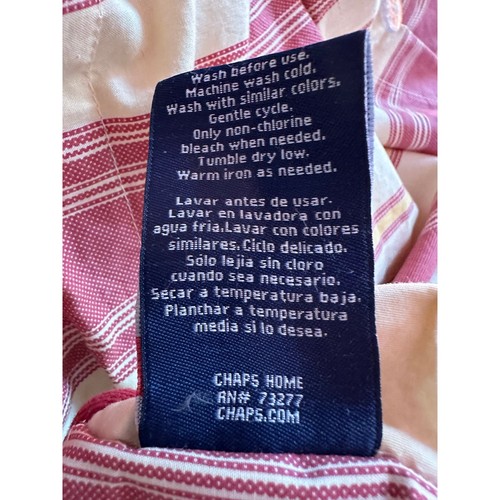 Wash before use.
Machine wash cold.
Wash with similar colors.
Gentle cycle.
Only non-chlorine
bleach when needed.
Tumble dry low.
Warm iron as needed.
Lavar antes de usar.
Lavar en lavadora con
agua fria.Lavar con colores
similares.Ciclo delicado.
Sólo lejia sin cloro
cuando sea necesario.
Secar a temperatura baja.
Planchar a temperatura
media si lo desea.
CHAPS HOME
RN# 73277
CHAPS.COM